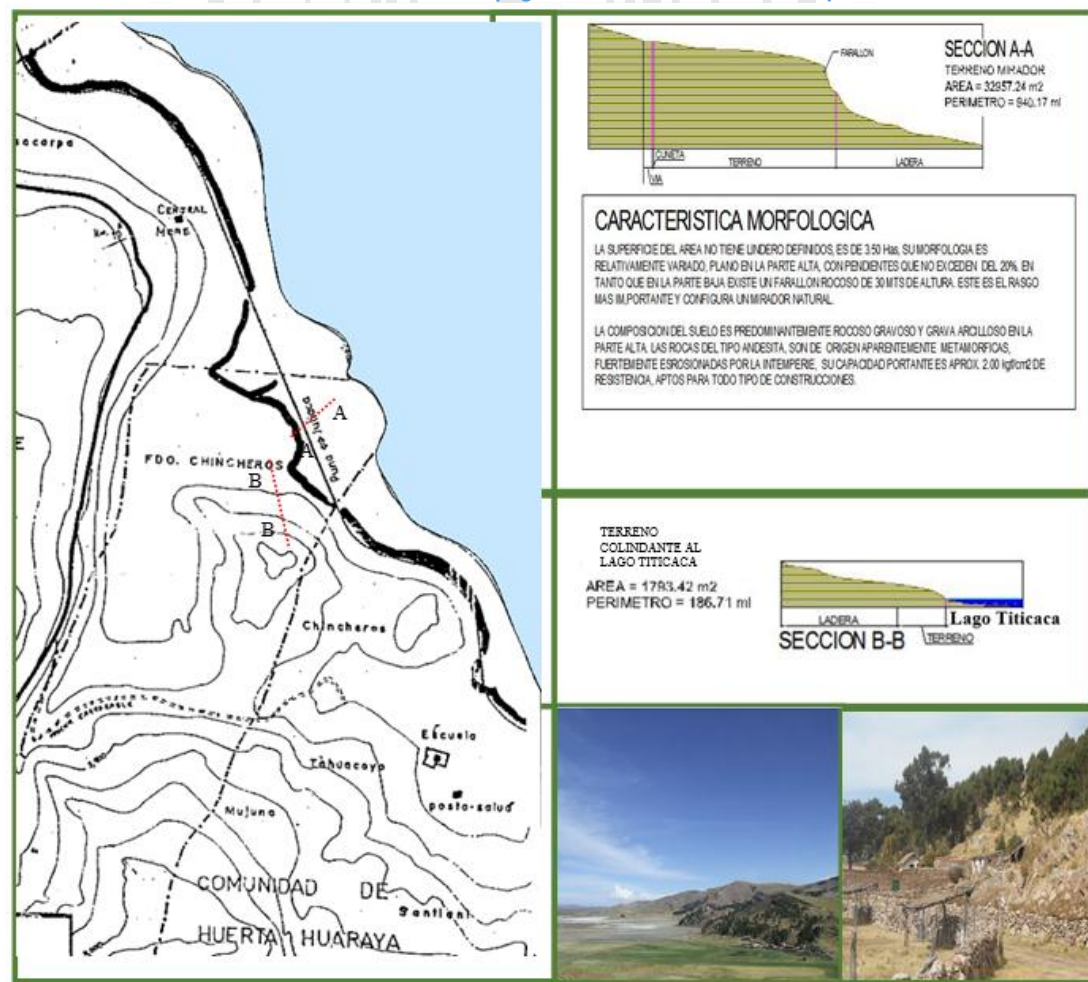 sacarpa
CENTRAL
MORE
FDO. CHINCHEROS
A
A
B
B
Puno a Juliaca
Chincheros
Escuela
Tahuacoyo
posta-salud
Mujuna
COMUNIDAD DE
Santiani
HUERTA HUARAYA
FARALLON
SECCION A-A
TERRENO MIRADOR
AREA = 32957.24 m2
PERIMETRO = 940.17 ml
CUNETA
TERRENO
LADERA
VIA
CARACTERISTICA MORFOLOGICA
LA SUPERFICIE DEL AREA NO TIENE LINDERO DEFINIDOS, ES DE 3.50 Has, SU MORFOLOGIA ES
RELATIVAMENTE VARIADO, PLANO EN LA PARTE ALTA, CON PENDIENTES QUE NO EXCEDEN DEL 20%. EN
TANTO QUE EN LA PARTE BAJA EXISTE UN FARALLON ROCOSO DE 30 MTS DE ALTURA. ESTE ES EL RASGO
MAS IM,PORTANTE Y CONFIGURA UN MIRADOR NATURAL.
LA COMPOSICION DEL SUELO ES PREDOMINANTEMENTE ROCOSO GRAVOSO Y GRAVA ARCILLOSO EN LA
PARTE ALTA. LAS ROCAS DEL TIPO ANDESITA, SON DE ORIGEN APARENTEMENTE METAMORFICAS,
FUERTEMENTE ESROSIONADAS POR LA INTEMPERIE, SU CAPACIDAD PORTANTE ES APROX. 2.00 kgf/cm2 DE
RESISTENCIA, APTOS PARA TODO TIPO DE CONSTRUCCIONES.
TERRENO
COLINDANTE AL
LAGO TITICACA
AREA = 1793.42 m2
PERIMETRO = 186.71 ml
LADERA
Lago Titicaca
SECCION B-B
TERRENO